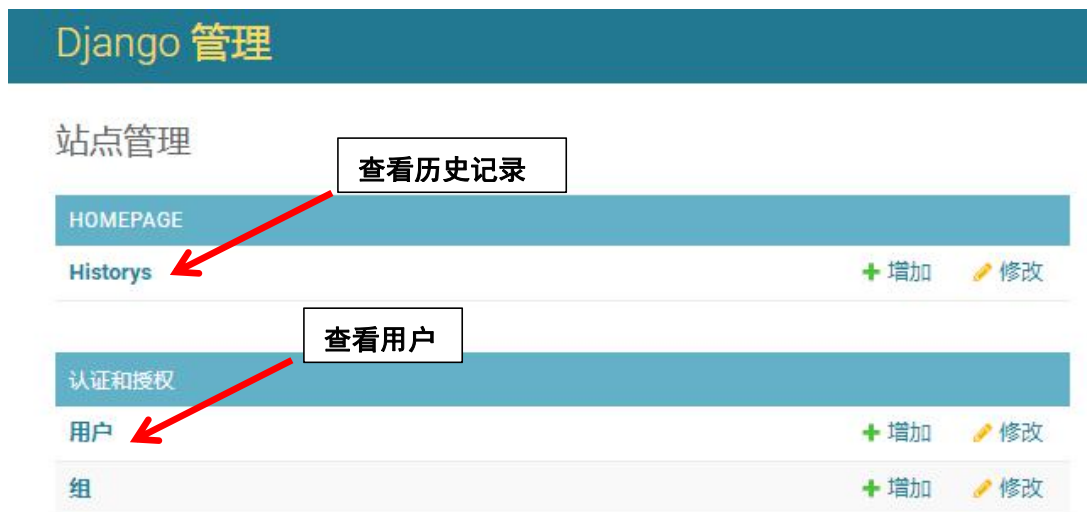 Django 管理
站点管理
查看历史记录
HOMEPAGE
Historys 增加 修改
查看用户
认证和授权
用户 增加 修改
组 增加 修改